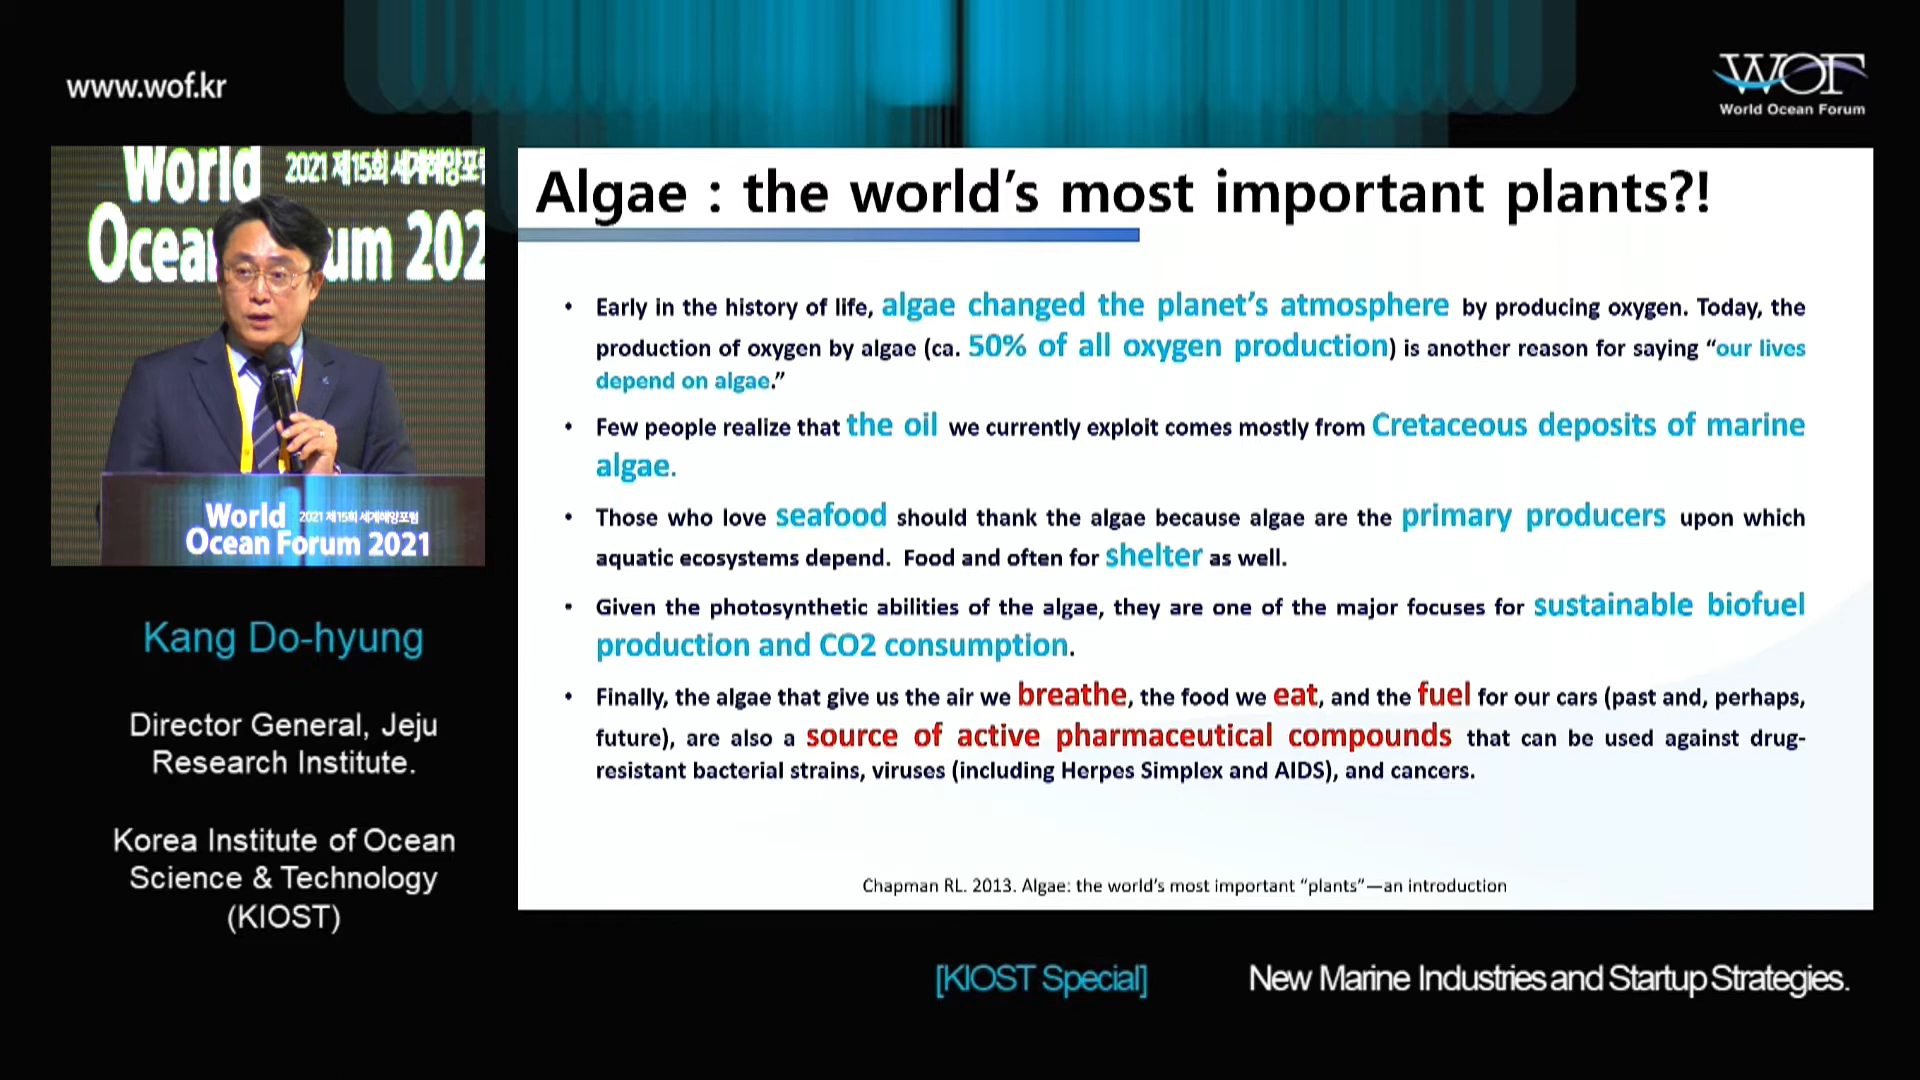 www.wof.kr
WOF
World Ocean Forum
World 2021 제15회 세계해양포럼
Ocean Forum 202
World 2021 제15회 세계해양포럼
Ocean Forum 2021
Kang Do-hyung
Director General, Jeju
Research Institute.
Korea Institute of Ocean
Science & Technology
(KIOST)
Algae : the world’s most important plants?!
• Early in the history of life, algae changed the planet’s atmosphere by producing oxygen. Today, the
production of oxygen by algae (ca. 50% of all oxygen production) is another reason for saying “our lives
depend on algae.”
• Few people realize that the oil we currently exploit comes mostly from Cretaceous deposits of marine
algae.
• Those who love seafood should thank the algae because algae are the primary producers upon which
aquatic ecosystems depend. Food and often for shelter as well.
• Given the photosynthetic abilities of the algae, they are one of the major focuses for sustainable biofuel
production and CO2 consumption.
• Finally, the algae that give us the air we breathe, the food we eat, and the fuel for our cars (past and, perhaps,
future), are also a source of active pharmaceutical compounds that can be used against drug-
resistant bacterial strains, viruses (including Herpes Simplex and AIDS), and cancers.
Chapman RL. 2013. Algae: the world’s most important “plants”—an introduction
[KIOST Special] New Marine Industries and Startup Strategies.